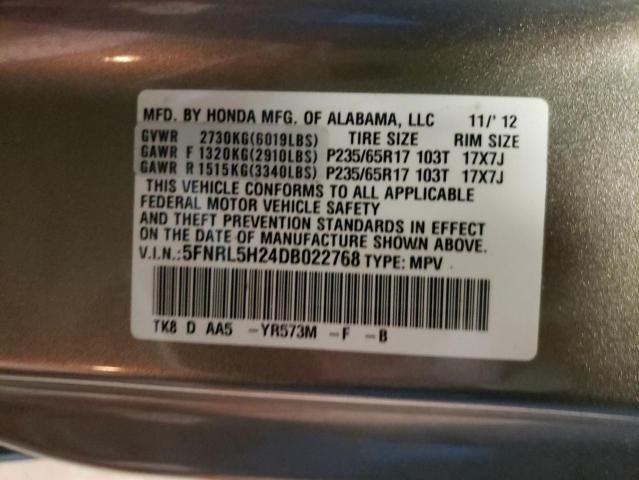 MFD. BY HONDA MFG. OF ALABAMA, LLC 11/' 12
GVWR 2730KG(6019LBS) TIRE SIZE RIM SIZE
GAWR F 1320KG(2910LBS) P235/65R17 103T 17X7J
GAWR R 1515KG(3340LBS) P235/65R17 103T 17X7J
THIS VEHICLE CONFORMS TO ALL APPLICABLE
FEDERAL MOTOR VEHICLE SAFETY
AND THEFT PREVENTION STANDARDS IN EFFECT
ON THE DATE OF MANUFACTURE SHOWN ABOVE.
V.I.N.:5FNRL5H24DB022768 TYPE: MPV
TK8 D AA5 -YR573M -F -B